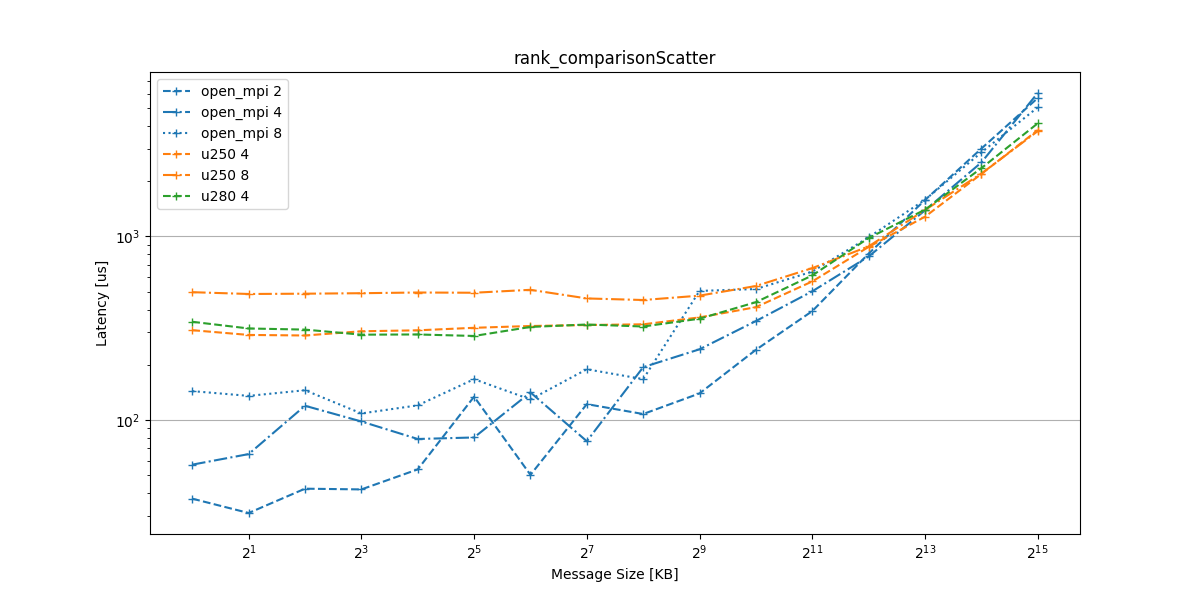 rank_comparisonScatter
open_mpi 2
open_mpi 4
open_mpi 8
u250 4
u250 8
u280 4
Latency [us]
10³
10²
2¹ 2³ 2⁵ 2⁷ 2⁹ 2¹¹ 2¹³ 2¹⁵
Message Size [KB]